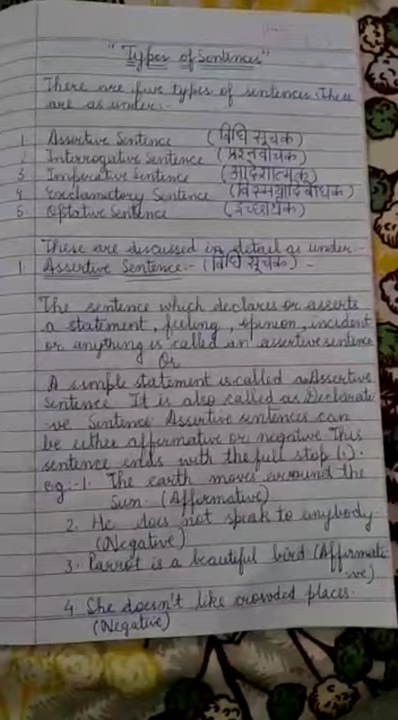 "Types of Sentences"
There are five types of sentences. These
are as under:-
1 Assertive Sentence (विधि सूचक)
2 Interrogative Sentence (प्रश्नवाचक)
3 Imperative Sentence (आदेशात्मक)
4 Exclamatory Sentence (विस्मयादि बोधक)
5 Optative Sentence (इच्छार्थक)
These are discussed in detail as under:-
1. Assertive Sentence:- (विधि सूचक) -
The sentence which declares or asserts
a statement, feeling, opinion, incident
or anything is called an assertive sentence
Or
A simple statement is called as Assertive
sentence. It is also called as Declarat-
ive Sentence. Assertive sentences can
be either affirmative or negative. This
sentence ends with the full stop (.).
eg:-1. The earth moves around the
Sun. (Affirmative)
2. He does not speak to anybody.
(Negative)
3. Parrot is a beautiful bird (Affirmati-
ve)
4. She doesn't like crowded places.
(Negative)